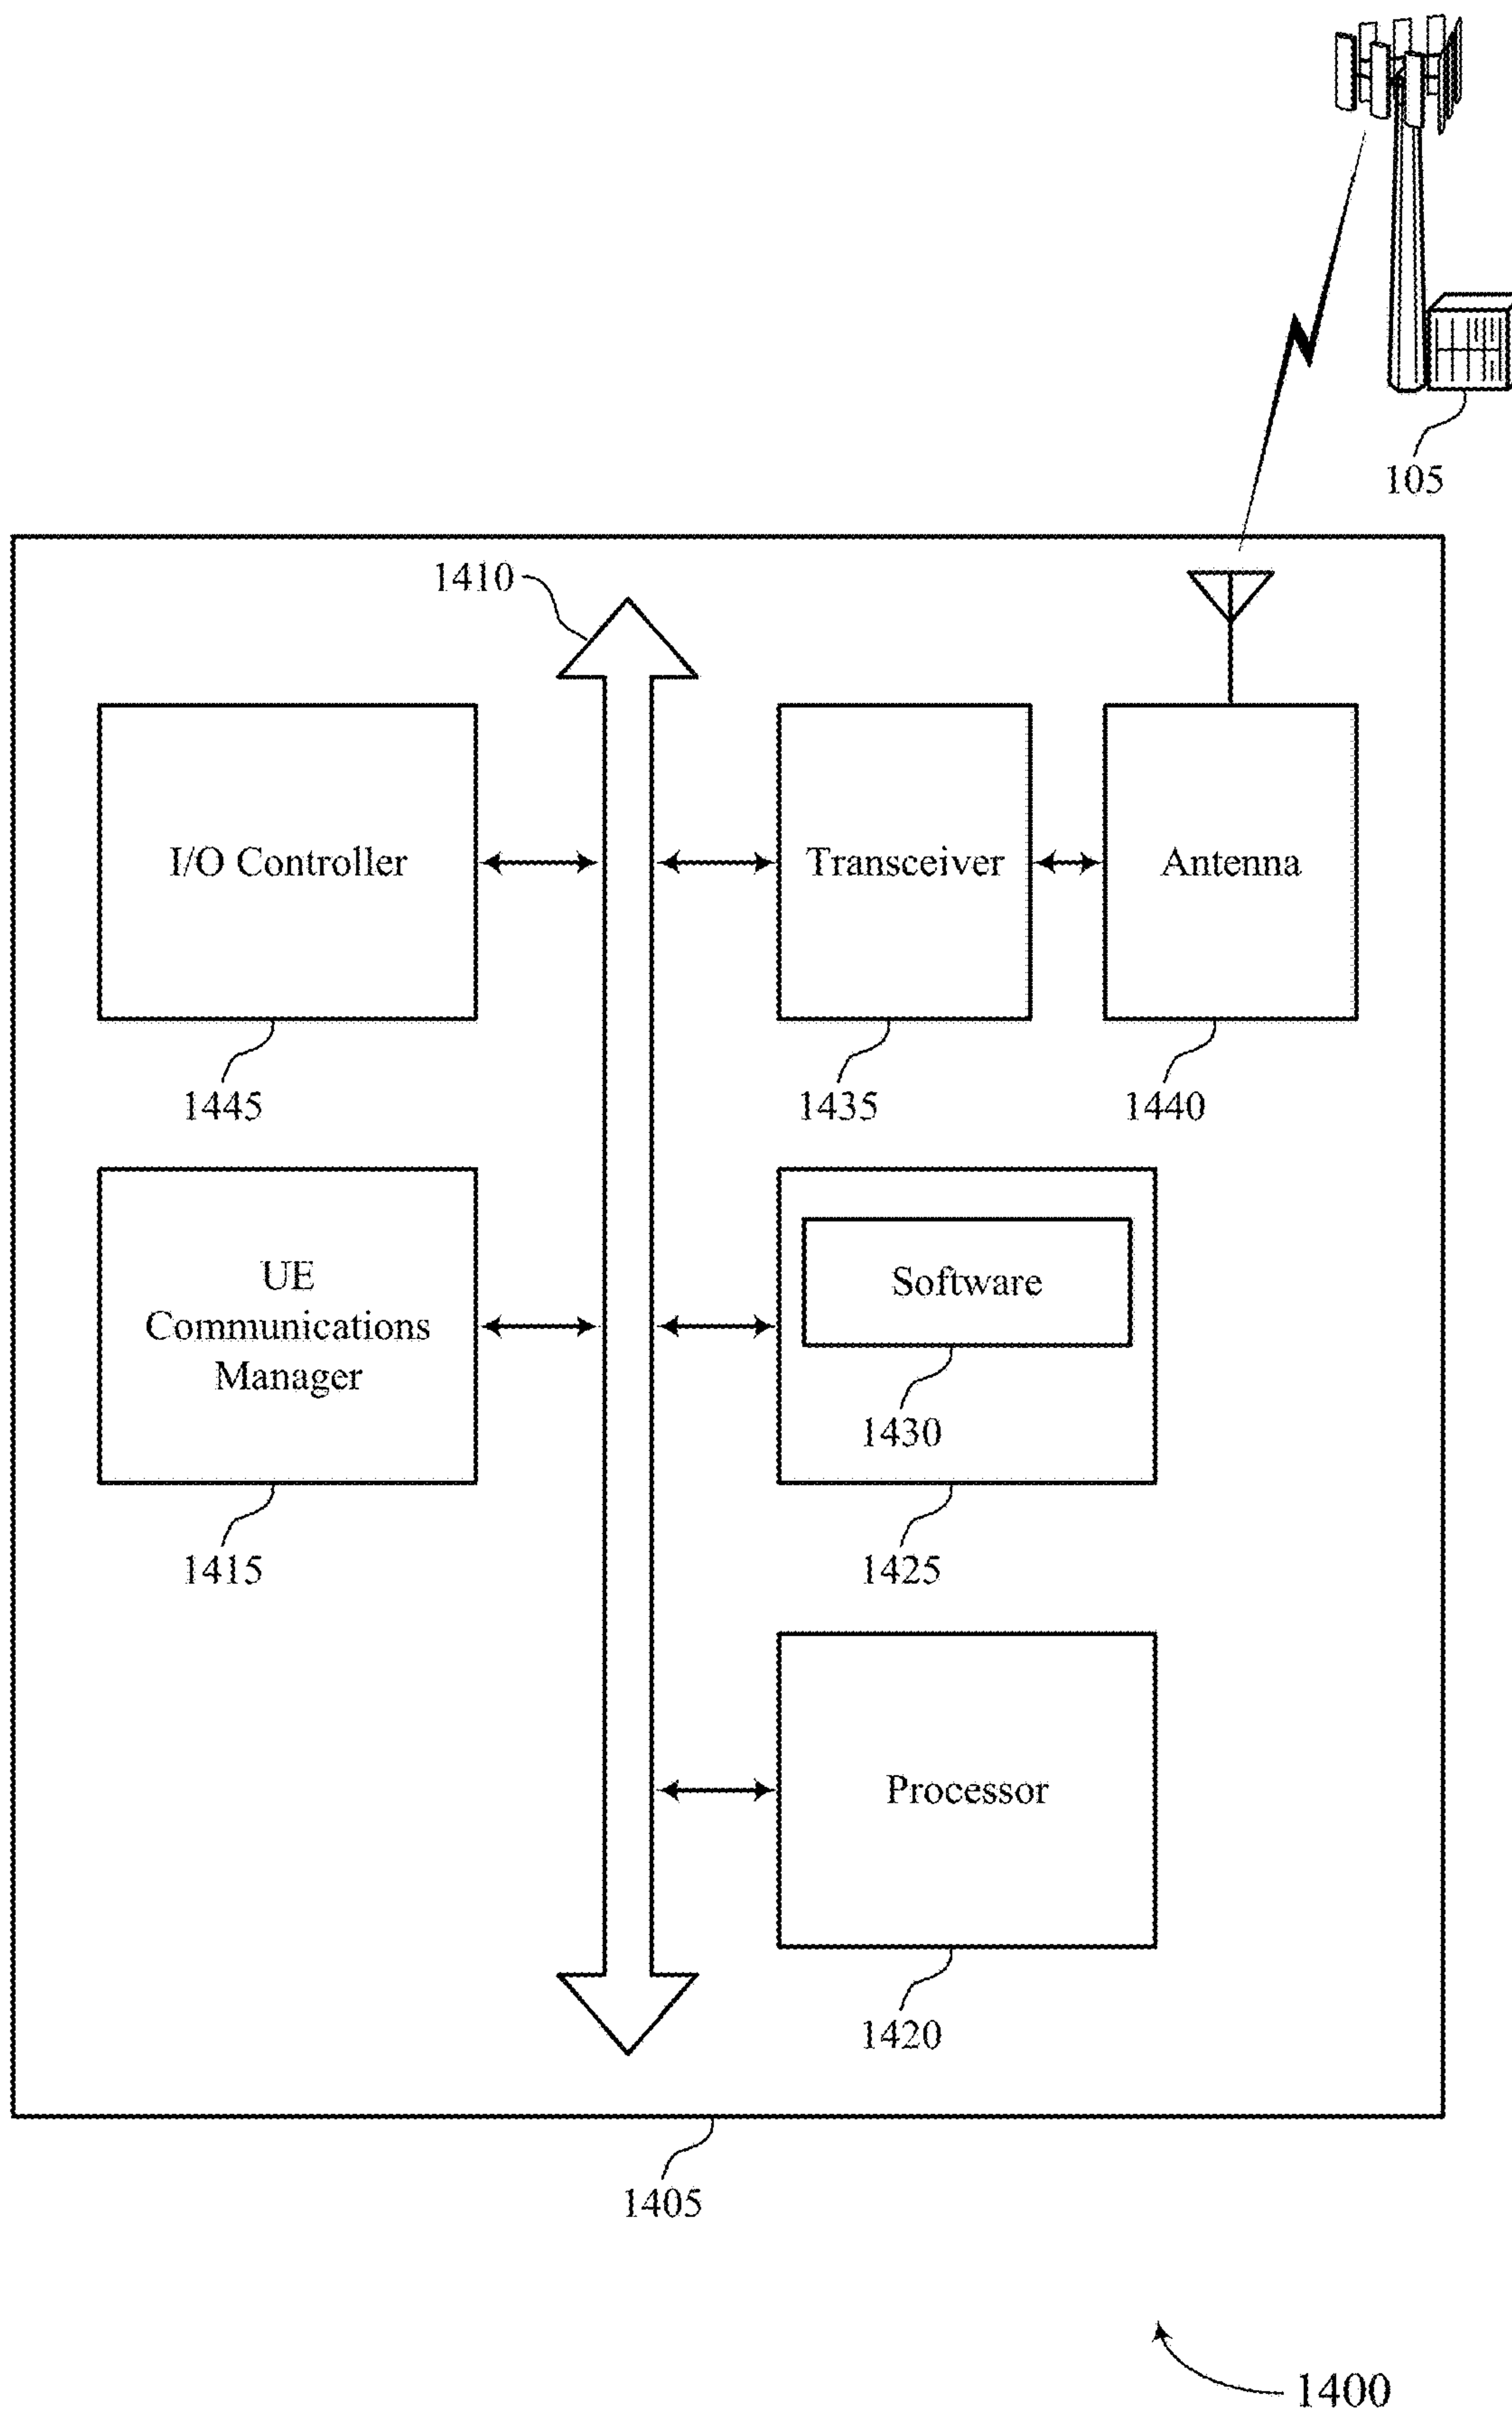 105
1410
I/O Controller
Transceiver
Antenna
1445
1435
1440
UE
Communications
Manager
Software
1430
1415
1425
Processor
1420
1405
1400